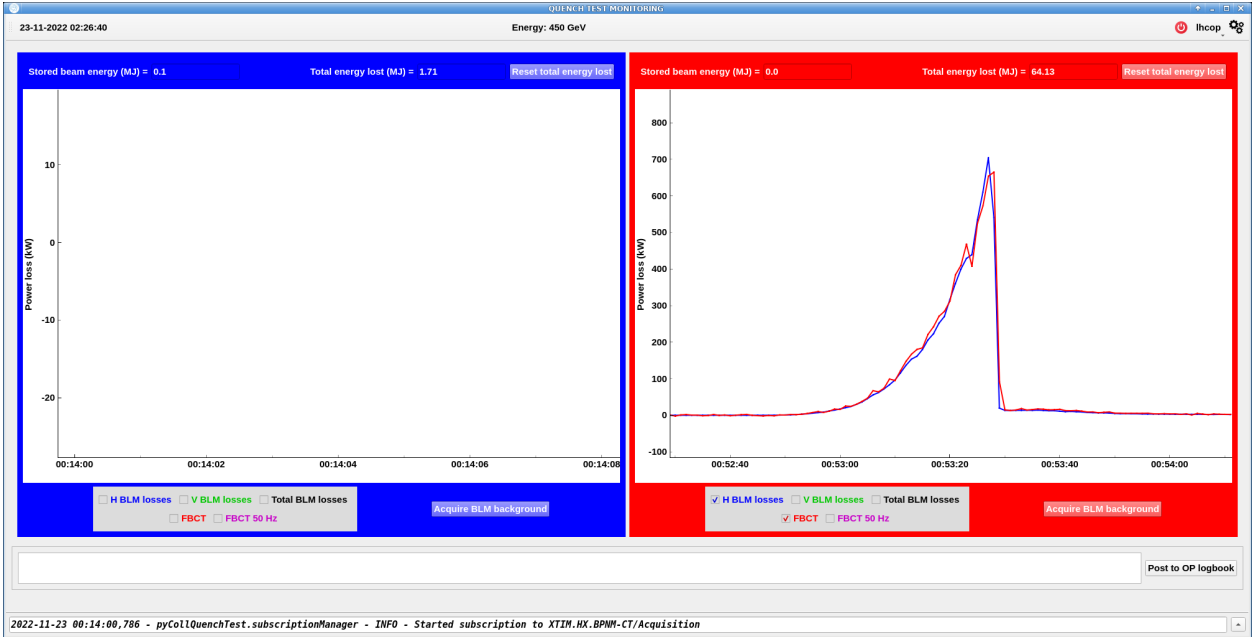 QUENCH TEST MONITORING
23-11-2022 02:26:40
Energy: 450 GeV
lhcop
Stored beam energy (MJ) = 0.1
Total energy lost (MJ) = 1.71
Reset total energy lost
Power loss (kW)
10
0
-10
-20
00:14:00
00:14:02
00:14:04
00:14:06
00:14:08
H BLM losses
V BLM losses
Total BLM losses
FBCT
FBCT 50 Hz
Acquire BLM background
Stored beam energy (MJ) = 0.0
Total energy lost (MJ) = 64.13
Reset total energy lost
Power loss (kW)
800
700
600
500
400
300
200
100
0
-100
00:52:40
00:53:00
00:53:20
00:53:40
00:54:00
H BLM losses
V BLM losses
Total BLM losses
FBCT
FBCT 50 Hz
Acquire BLM background
Post to OP logbook
2022-11-23 00:14:00,786 - pyCollQuenchTest.subscriptionManager - INFO - Started subscription to XTIM.HX.BPNM-CT/Acquisition